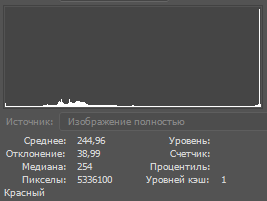 Источник: Изображение полностью
Среднее: 244,96 Уровень:
Отклонение: 38,99 Счетчик:
Медиана: 254 Процентиль:
Пикселы: 5336100 Уровней кэш: 1
Красный